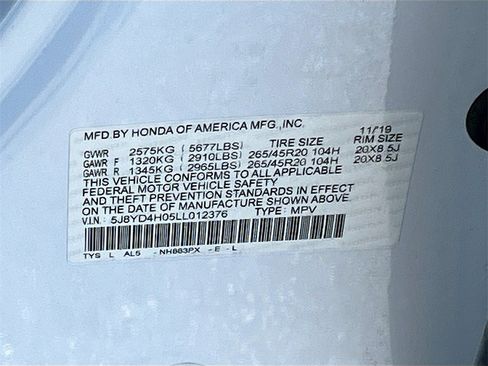 MFD BY HONDA OF AMERICA MFG.,INC. 11/19
GVWR 2575KG ( 5677LBS) TIRE SIZE RIM SIZE
GAWR F 1320KG ( 2910LBS) 265/45R20 104H 20X8.5J
GAWR R 1345KG ( 2965LBS) 265/45R20 104H 20X8.5J
THIS VEHICLE CONFORMS TO ALL APPLICABLE
FEDERAL MOTOR VEHICLE SAFETY
AND THEFT PREVENTION STANDARDS IN EFFECT
ON THE DATE OF MANUFACTURE SHOWN ABOVE.
V.I.N.: 5J8YD4H05LL012376 TYPE: MPV
TYS L AL5 - NH883PX - E - L